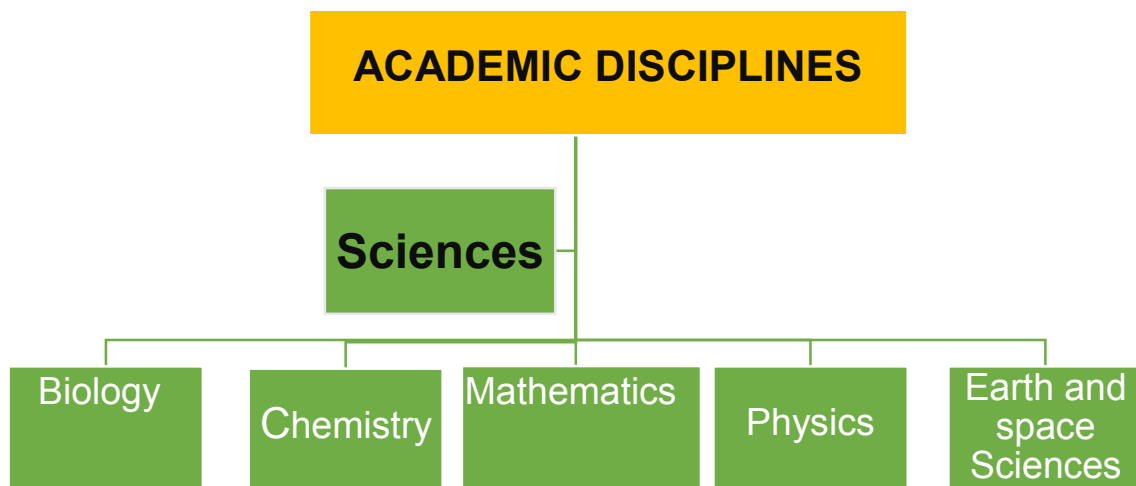 ACADEMIC DISCIPLINES
Sciences
Biology
Chemistry
Mathematics
Physics
Earth and
space
Sciences